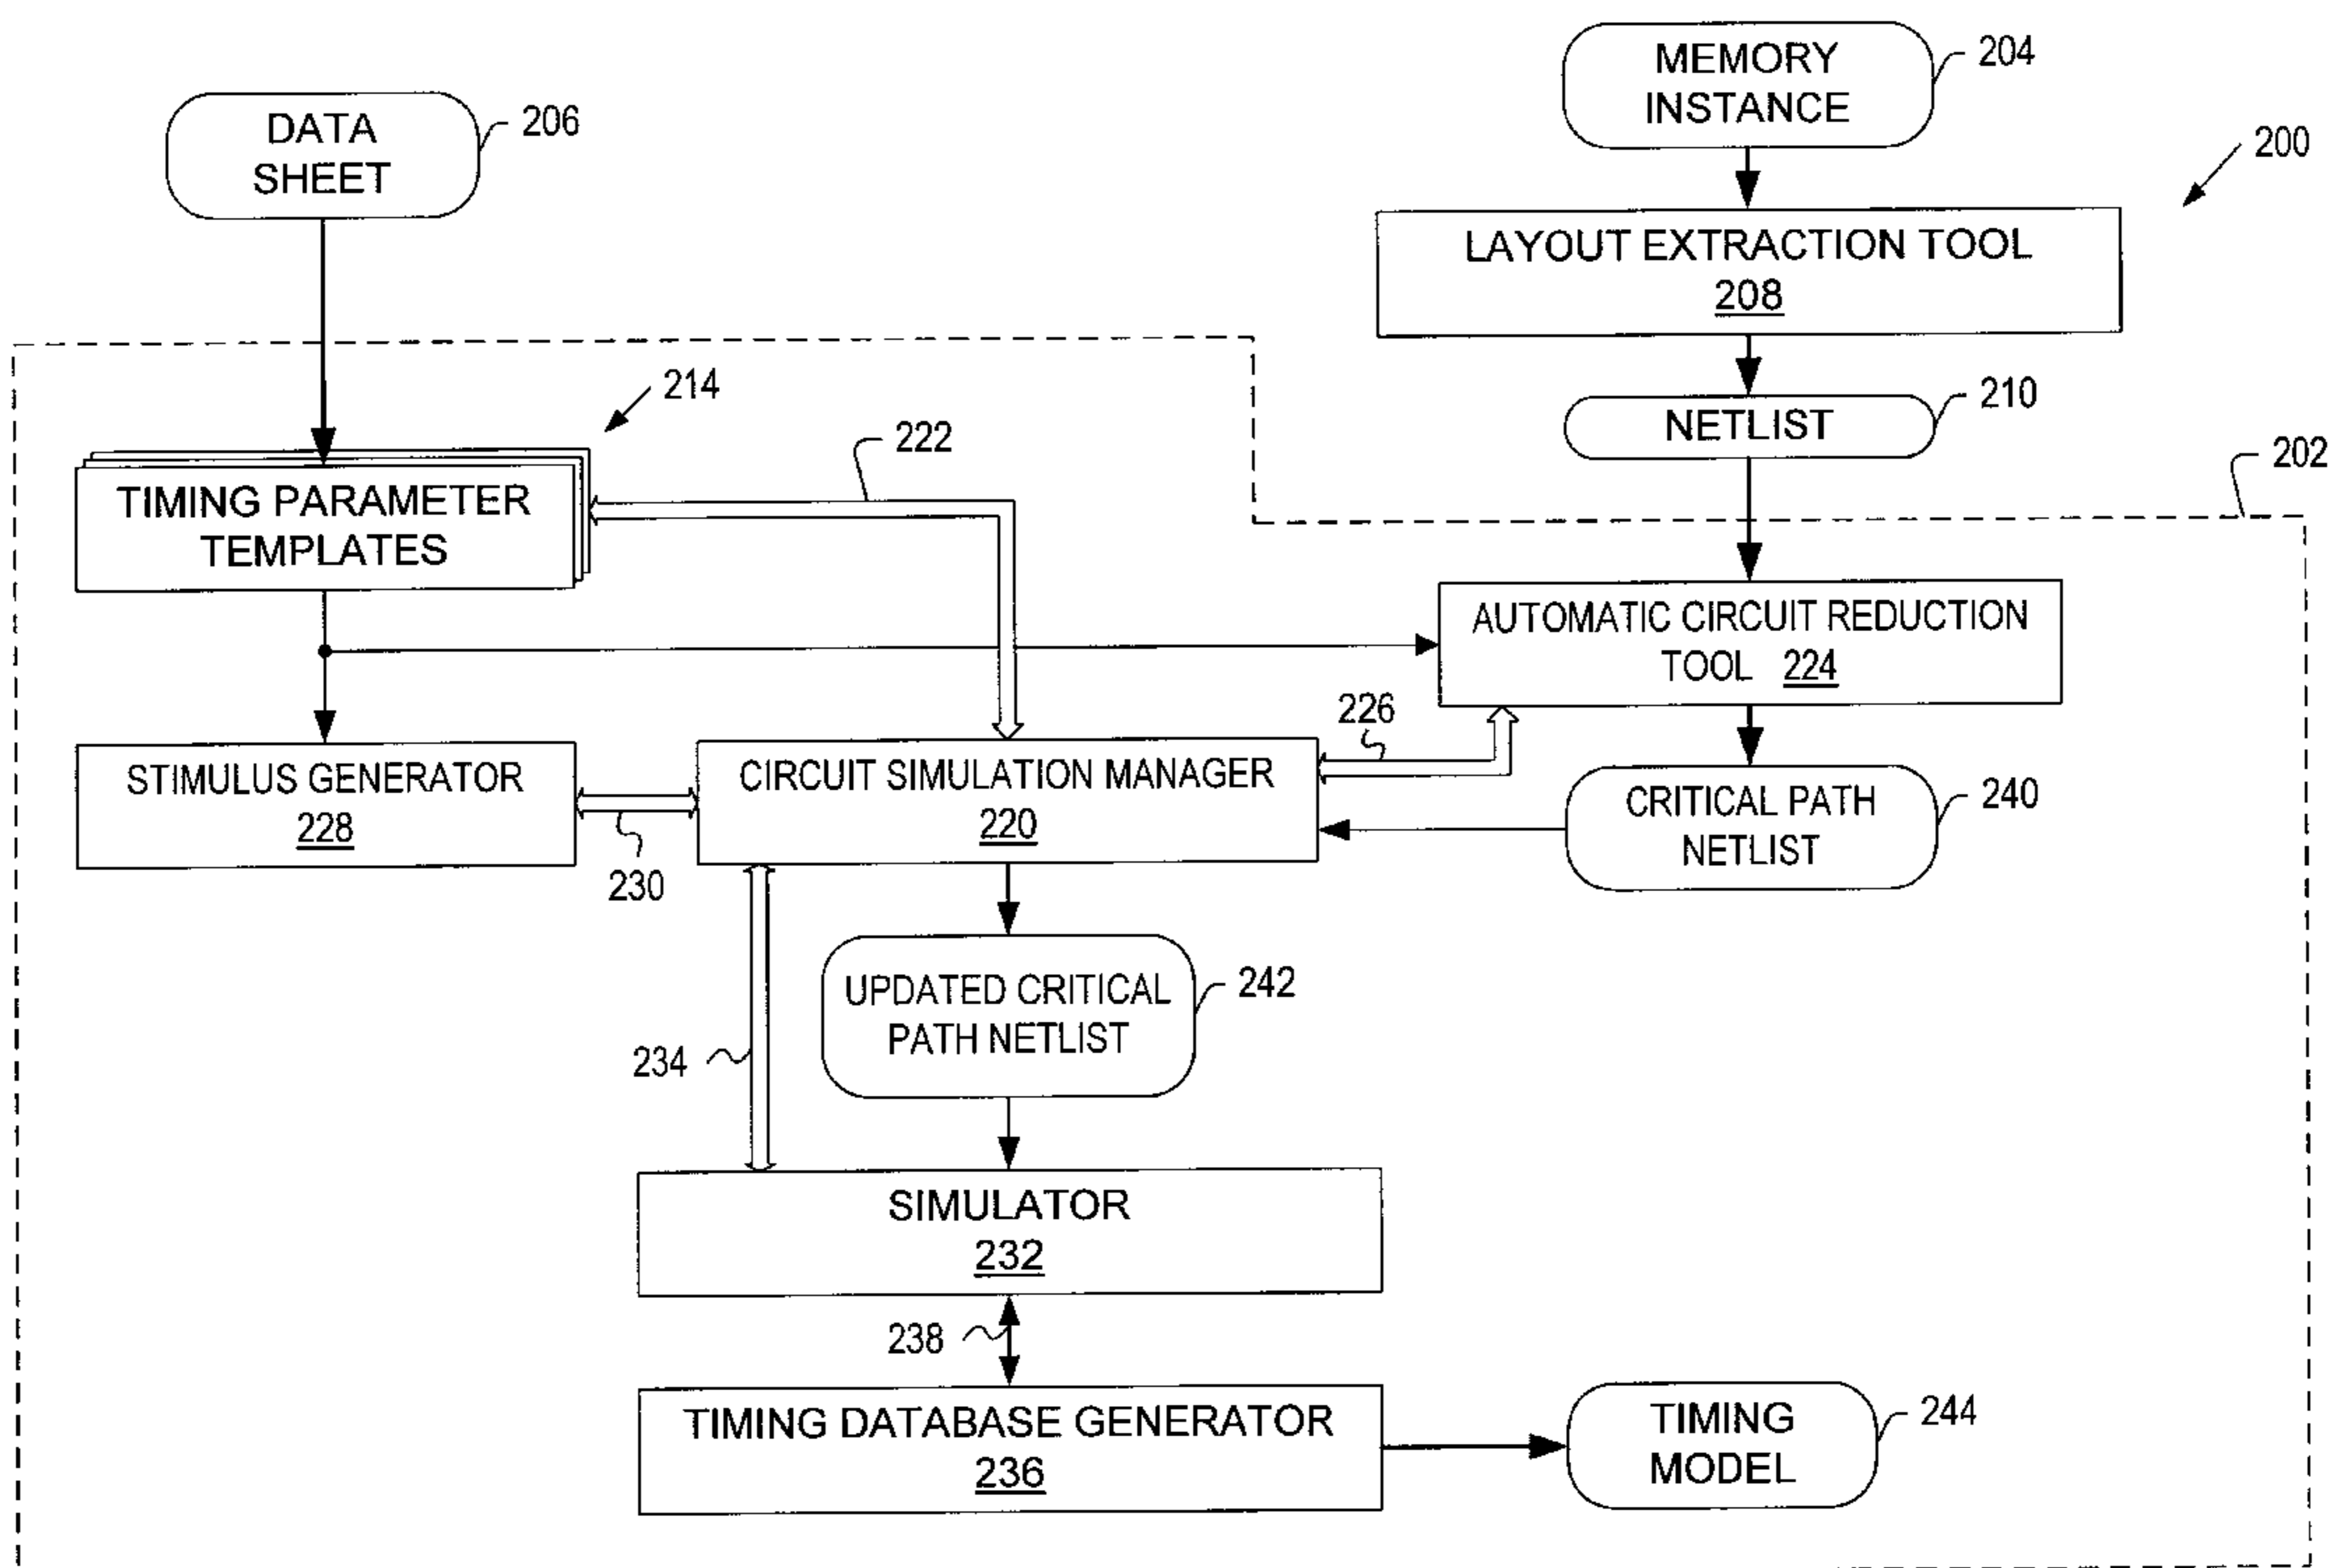 MEMORY
INSTANCE
204
DATA
SHEET
206
200
LAYOUT EXTRACTION TOOL
208
214
NETLIST
210
222
202
TIMING PARAMETER
TEMPLATES
AUTOMATIC CIRCUIT REDUCTION
TOOL 224
226
STIMULUS GENERATOR
228
230
CIRCUIT SIMULATION MANAGER
220
CRITICAL PATH
NETLIST
240
UPDATED CRITICAL
PATH NETLIST
242
234
SIMULATOR
232
238
TIMING DATABASE GENERATOR
236
TIMING
MODEL
244